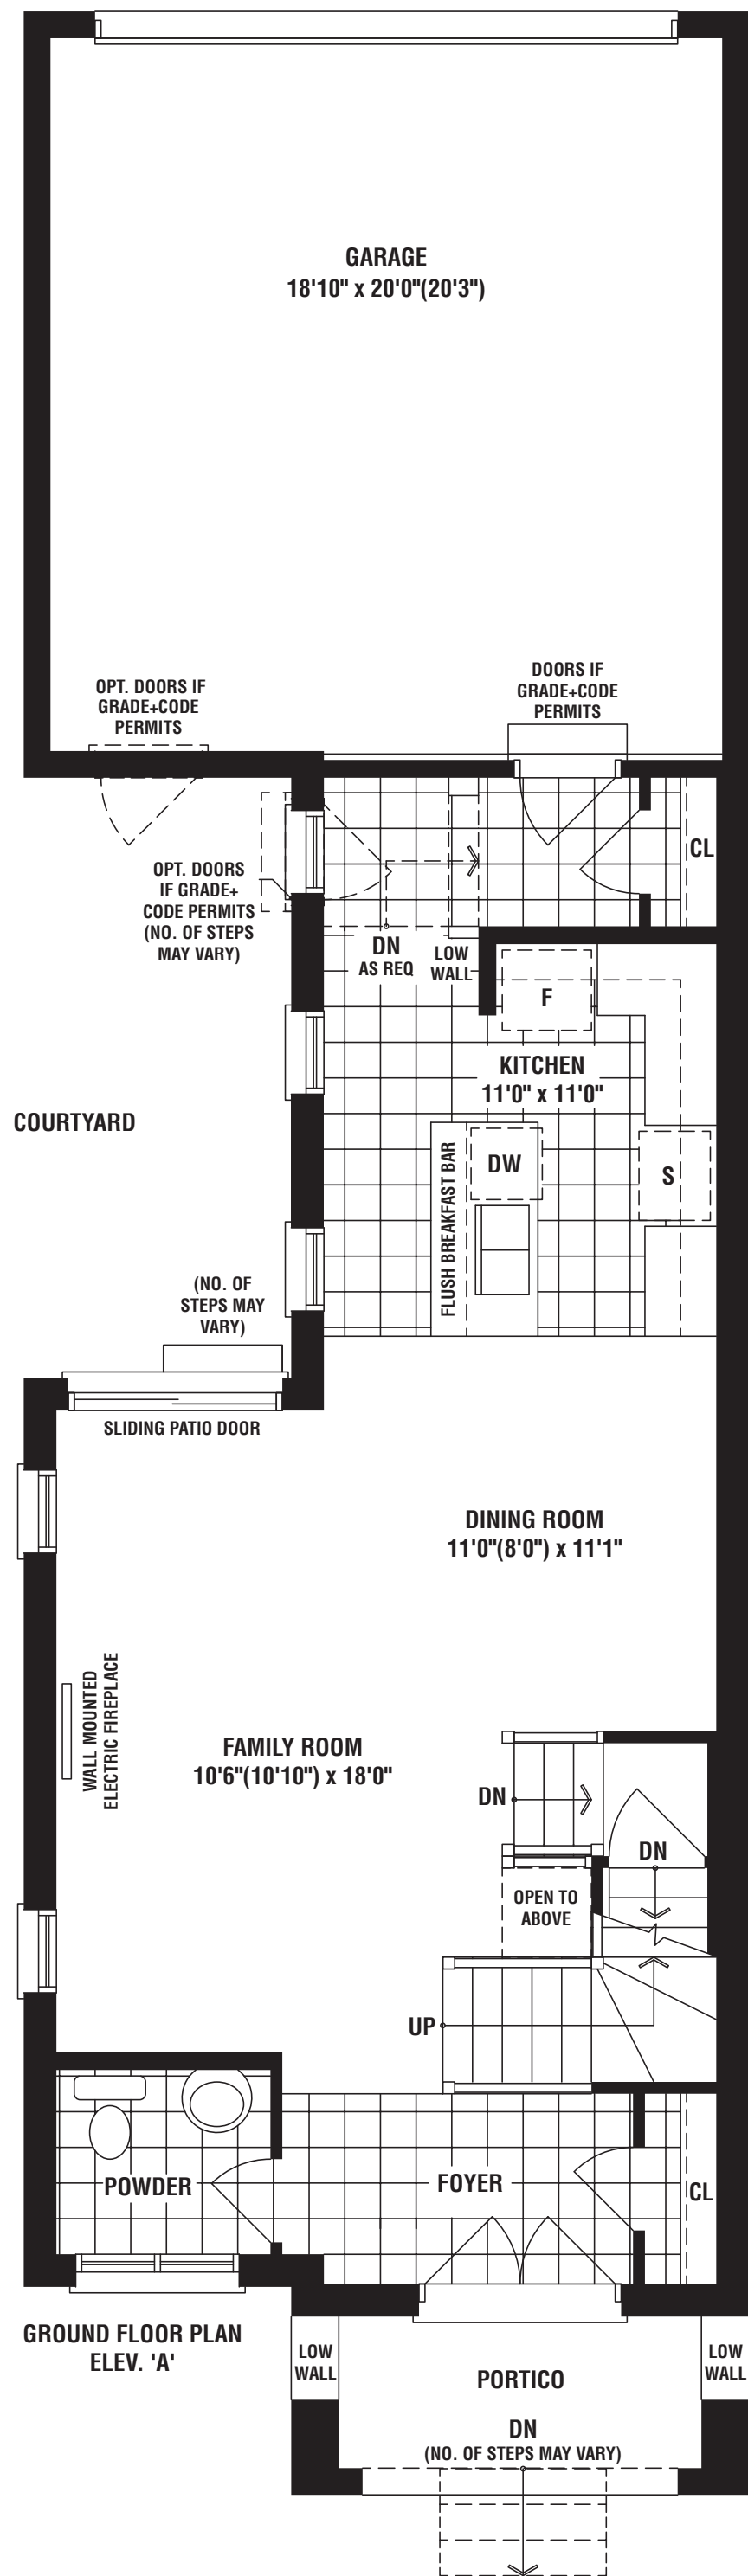 GARAGE
18'10" x 20'0"(20'3")
OPT. DOORS IF
GRADE+CODE
PERMITS
DOORS IF
GRADE+CODE
PERMITS
OPT. DOORS
IF GRADE+
CODE PERMITS
(NO. OF STEPS
MAY VARY)
CL
DN
AS REQ
LOW
WALL
F
KITCHEN
11'0" x 11'0"
COURTYARD
FLUSH BREAKFAST BAR
DW
S
(NO. OF
STEPS MAY
VARY)
SLIDING PATIO DOOR
DINING ROOM
11'0"(8'0") x 11'1"
WALL MOUNTED
ELECTRIC FIREPLACE
FAMILY ROOM
10'6"(10'10") x 18'0"
DN
DN
OPEN TO
ABOVE
UP
POWDER
FOYER
CL
GROUND FLOOR PLAN
ELEV. 'A'
LOW
WALL
PORTICO
LOW
WALL
DN
(NO. OF STEPS MAY VARY)